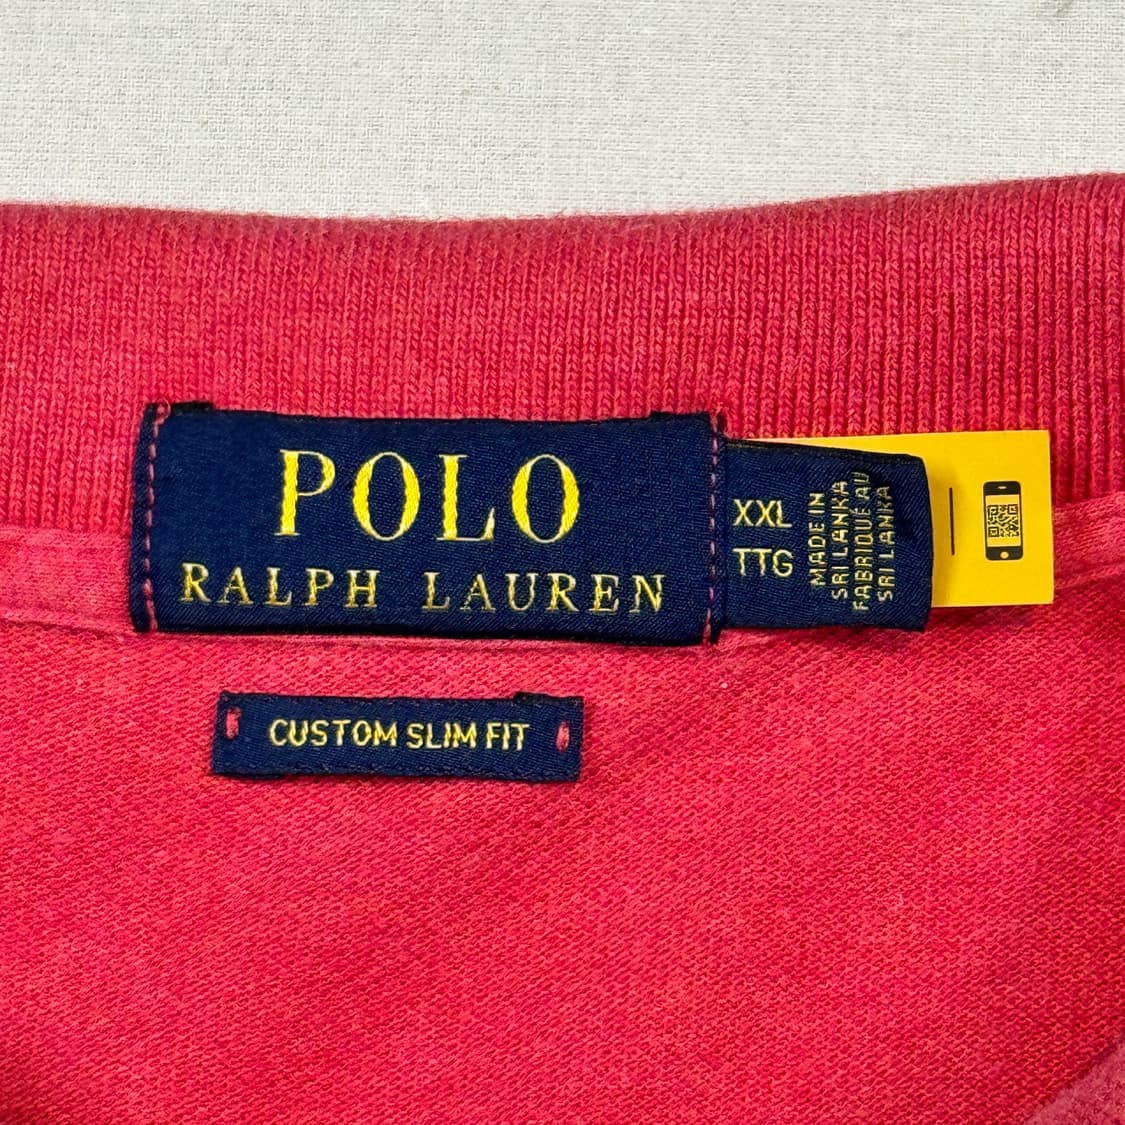 POLO
RALPH LAUREN
XXL
TTG
MADE IN
SRI LANKA
FABRIQUÉ AU
SRI LANKA
CUSTOM SLIM FIT